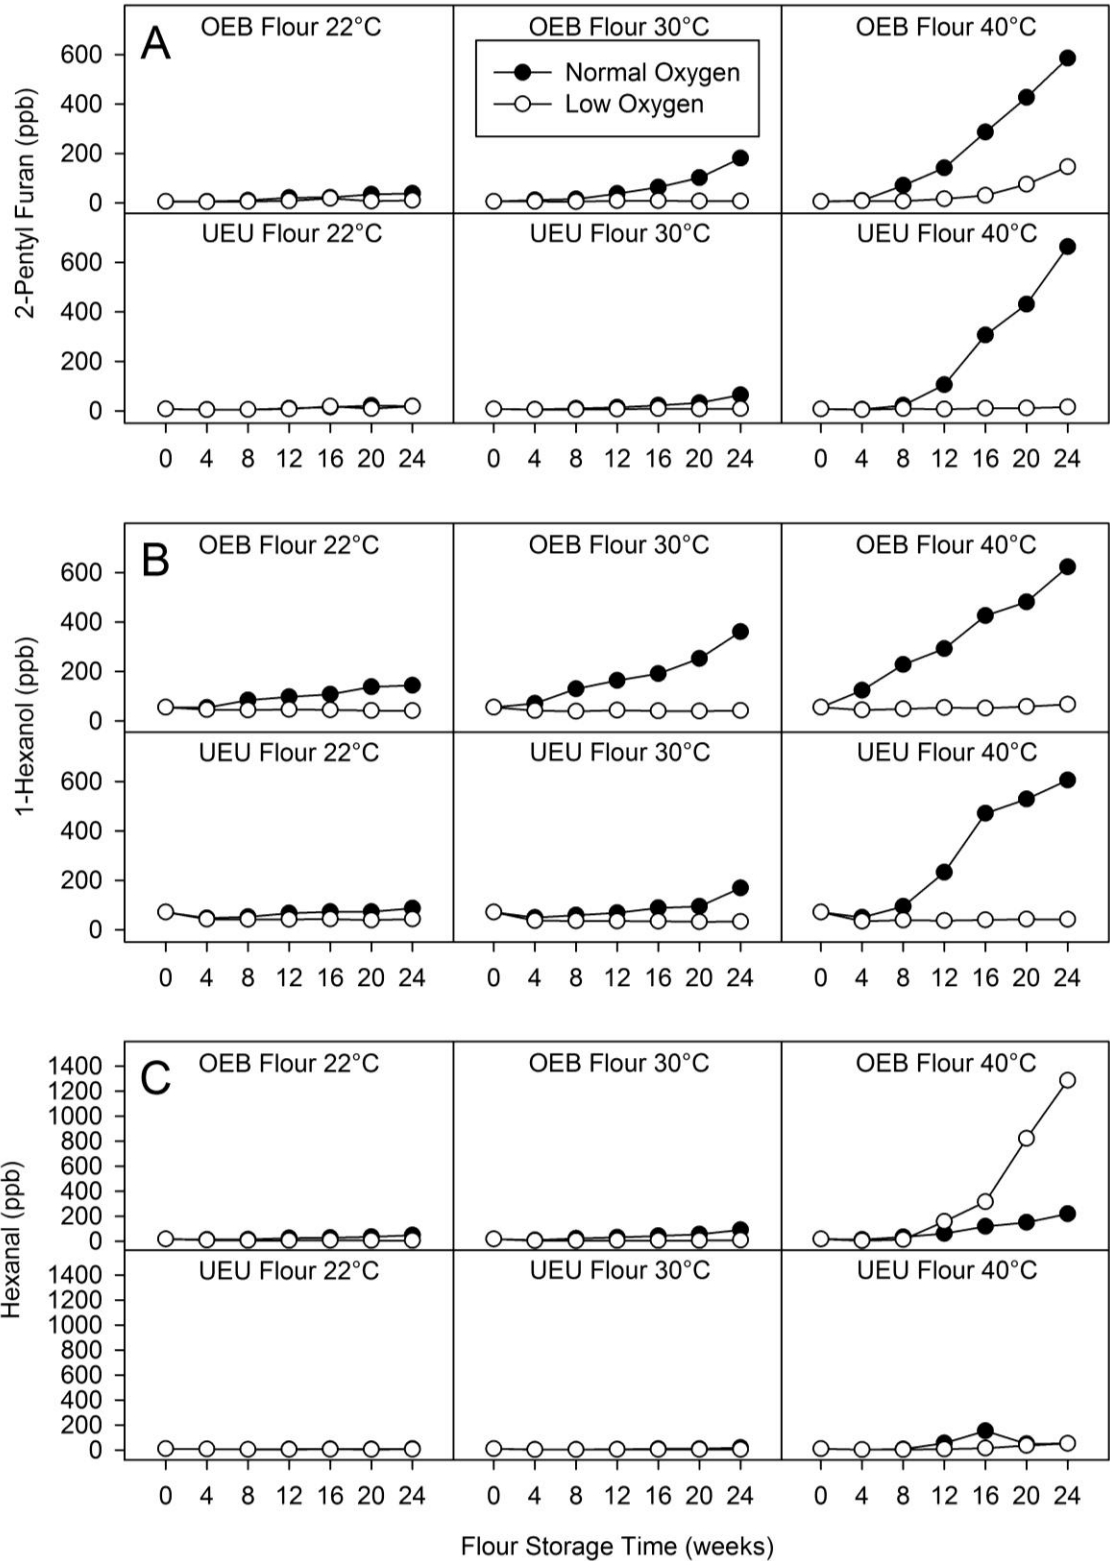 A
OEB Flour 22°C
OEB Flour 30°C
OEB Flour 40°C
Normal Oxygen
Low Oxygen
600
400
200
0
2-Pentyl Furan (ppb)
UEU Flour 22°C
UEU Flour 30°C
UEU Flour 40°C
600
400
200
0
0 4 8 12 16 20 24
0 4 8 12 16 20 24
0 4 8 12 16 20 24
B
OEB Flour 22°C
OEB Flour 30°C
OEB Flour 40°C
600
400
200
0
1-Hexanol (ppb)
UEU Flour 22°C
UEU Flour 30°C
UEU Flour 40°C
600
400
200
0
0 4 8 12 16 20 24
0 4 8 12 16 20 24
0 4 8 12 16 20 24
C
OEB Flour 22°C
OEB Flour 30°C
OEB Flour 40°C
1400
1200
1000
800
600
400
200
0
Hexanal (ppb)
UEU Flour 22°C
UEU Flour 30°C
UEU Flour 40°C
1400
1200
1000
800
600
400
200
0
0 4 8 12 16 20 24
0 4 8 12 16 20 24
0 4 8 12 16 20 24
Flour Storage Time (weeks)